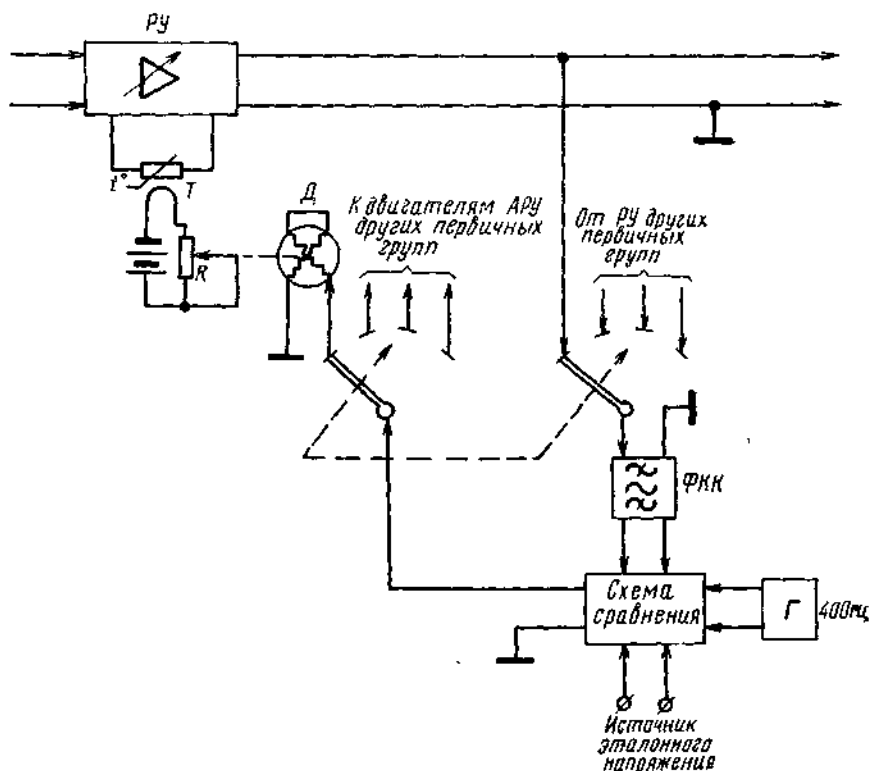 РУ
t°
Т
R
Д
К двигателям АРУ
других первичных
групп
От РУ других
первичных
групп
ФКК
Схема
сравнения
Г
400гц
Источник
эталонного
напряжения